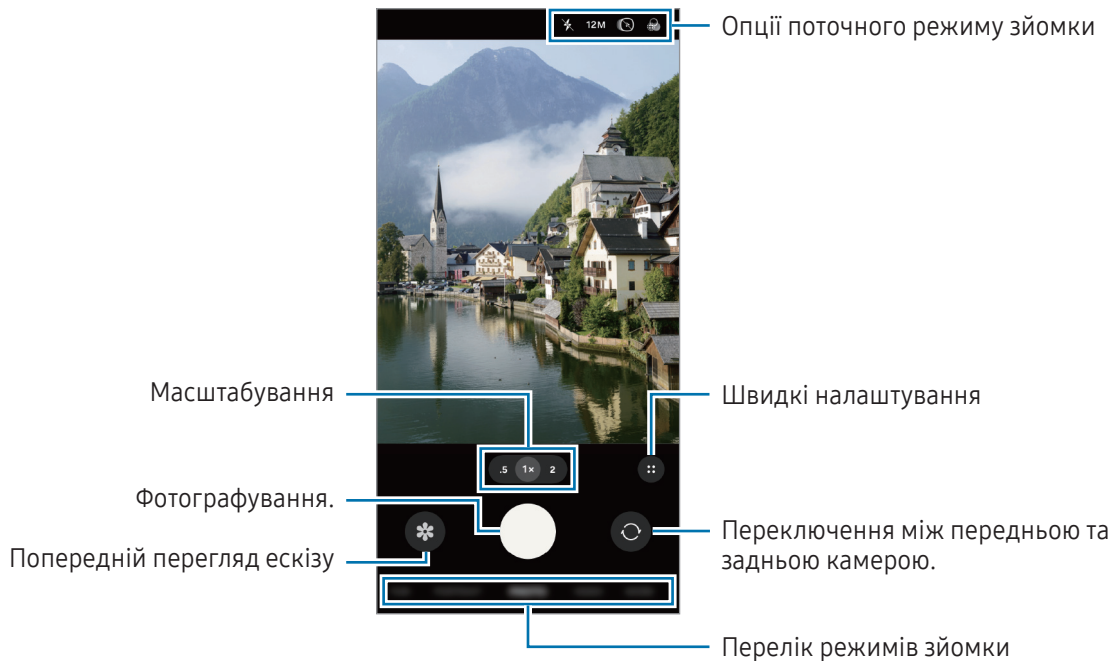 Опції поточного режиму зйомки
12M
Масштабування
Швидкі налаштування
.5 1× 2
Фотографування.
Переключення між передньою та
задньою камерою.
Попередній перегляд ескізу
Перелік режимів зйомки